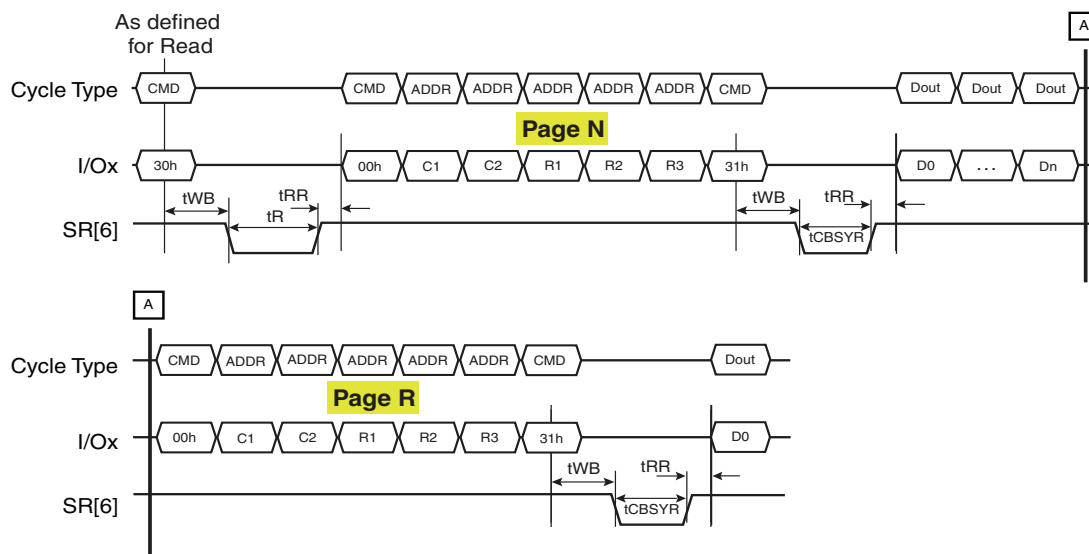 As defined
for Read
A
Cycle Type CMD CMD ADDR ADDR ADDR ADDR ADDR CMD Dout Dout Dout
Page N
I/Ox 30h 00h C1 C2 R1 R2 R3 31h D0 ... Dn
tWB tR tRR tWB tRR
SR[6] tCBSYR
A
Cycle Type CMD ADDR ADDR ADDR ADDR ADDR CMD Dout
Page R
I/Ox 00h C1 C2 R1 R2 R3 31h D0
tWB tRR
SR[6] tCBSYR